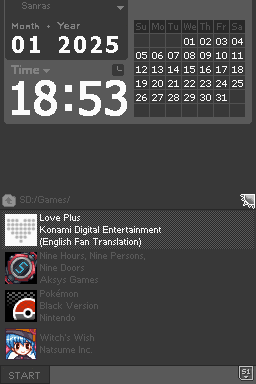 Sanras
Month • Year
01 2025
Time
18:53
Su Mo Tu We Th Fr Sa
01 02 03 04
05 06 07 08 09 10 11
12 13 14 15 16 17 18
19 20 21 22 23 24 25
26 27 28 29 30 31
SD:/Games/
Love Plus
Konami Digital Entertainment
(English Fan Translation)
Nine Hours, Nine Persons,
Nine Doors
Aksys Games
Pokémon
Black Version
Nintendo
Witch's Wish
Natsume Inc.
START